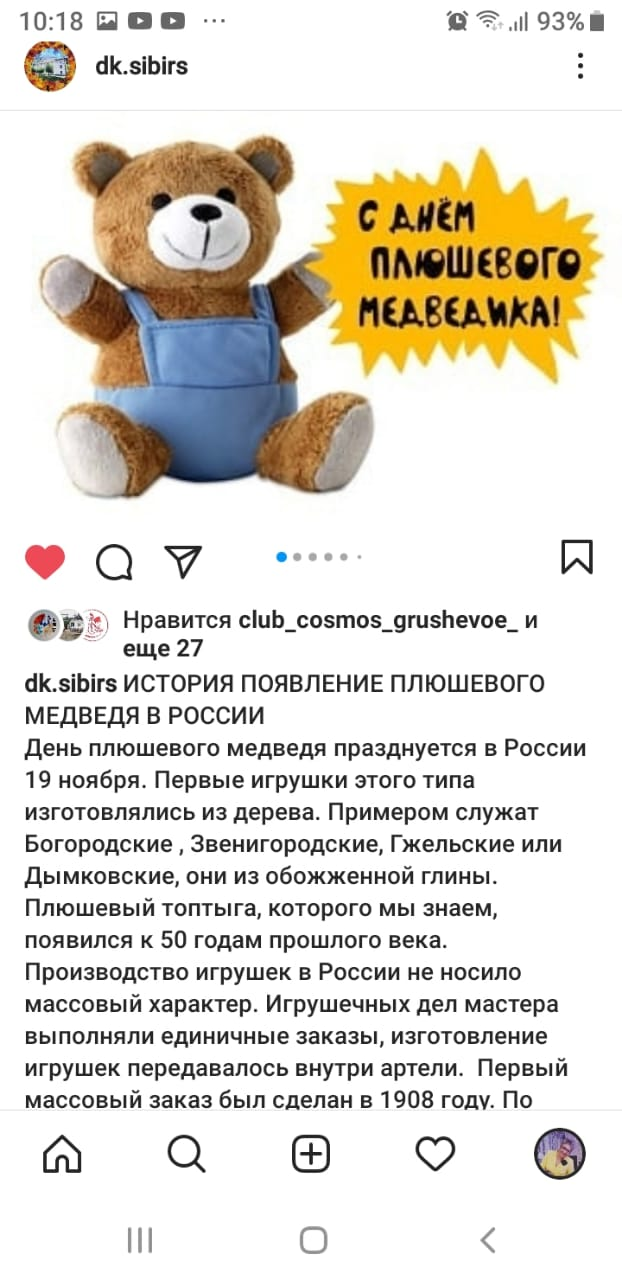 10:18
93%
dk.sibirs
С ДНЁМ
ПЛЮШЕВОГО
МЕДВЕДИКА!
Нравится club_cosmos_grushevoe_ и
еще 27
dk.sibirs ИСТОРИЯ ПОЯВЛЕНИЕ ПЛЮШЕВОГО
МЕДВЕДЯ В РОССИИ
День плюшевого медведя празднуется в России
19 ноября. Первые игрушки этого типа
изготовлялись из дерева. Примером служат
Богородские , Звенигородские, Гжельские или
Дымковские, они из обожженной глины.
Плюшевый топтыга, которого мы знаем,
появился к 50 годам прошлого века.
Производство игрушек в России не носило
массовый характер. Игрушечных дел мастера
выполняли единичные заказы, изготовление
игрушек передавалось внутри артели.  Первый
массовый заказ был сделан в 1908 году. По